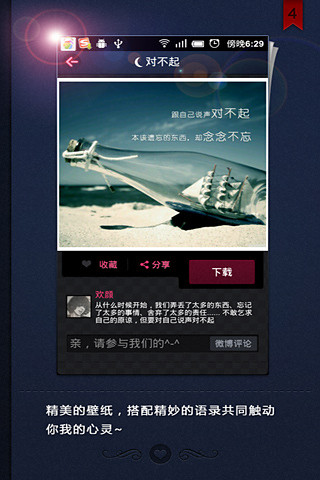 4
傍晚6:29
对不起
跟自己说声对不起
本该遗忘的东西，却念念不忘
收藏
分享
下载
欢颜
从什么时候开始，我们弄丢了太多的东西、忘记
了太多的事情、舍弃了太多的责任...... 不敢乞求
自己的原谅，但要对自己说声对不起
亲，请参与我们的^-^
微博评论
精美的壁纸，搭配精妙的语录共同触动
你我的心灵~